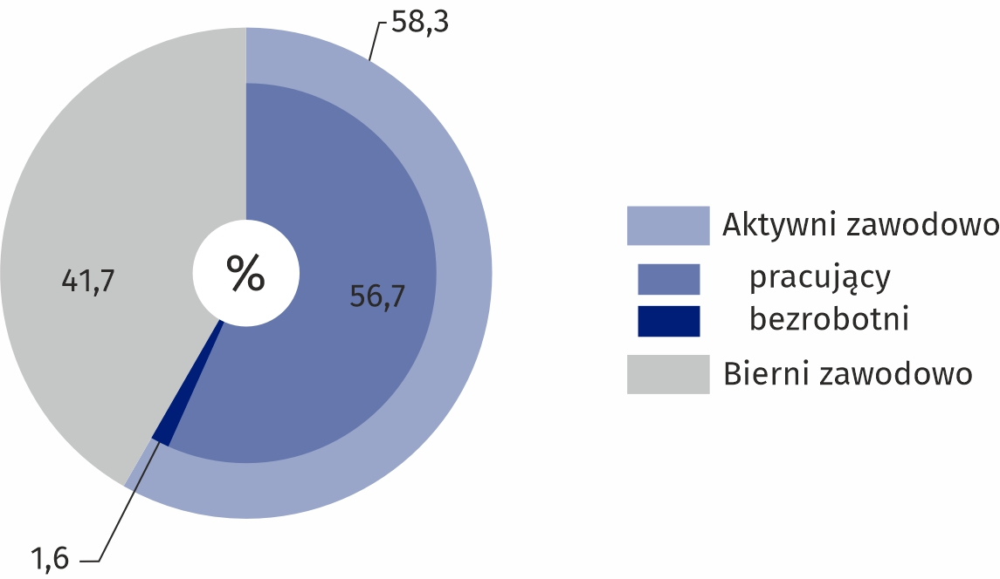 58,3
41,7
%
56,7
1,6
Aktywni zawodowo
pracujący
bezrobotni
Bierni zawodowo